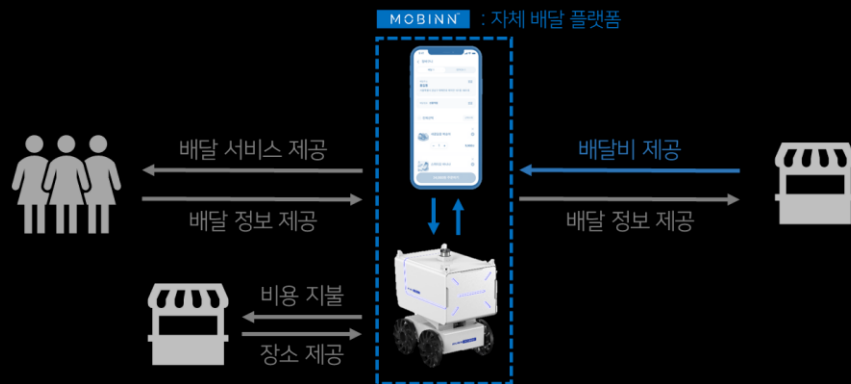 MOBINN : 자체 배달 플랫폼
배달 서비스 제공
배달 정보 제공
배달비 제공
배달 정보 제공
비용 지불
장소 제공